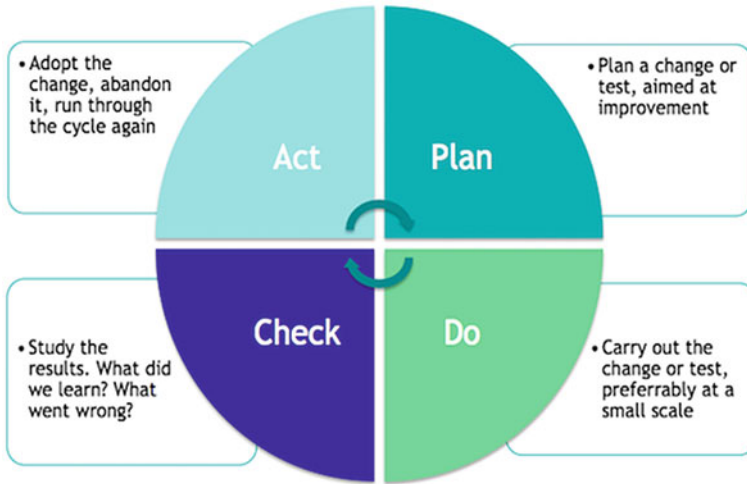 • Adopt the
change, abandon
it, run through
the cycle again
Act
Plan
• Plan a change or
test, aimed at
improvement
• Study the
results. What did
we learn? What
went wrong?
Check
Do
• Carry out the
change or test,
preferrably at a
small scale